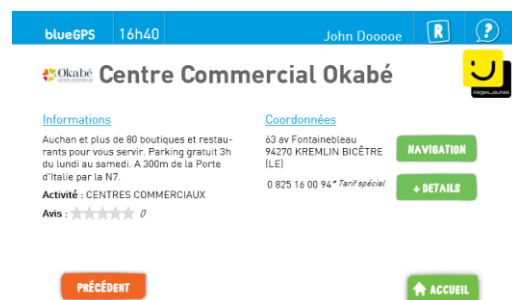 blueGPS 16h40 John Dooooe R ?
Okabé Centre Commercial Okabé
PagesJaunes
Informations
Auchan et plus de 80 boutiques et restau-
rants pour vous servir. Parking gratuit 3h
du lundi au samedi. A 300m de la Porte
d'Italie par la N7.
Activité : CENTRES COMMERCIAUX
Avis : 0
Coordonnées
63 av Fontainebleau
94270 KREMLIN BICÊTRE
(LE)
0 825 16 00 94* Tarif spécial
NAVIGATION
+ DETAILS
PRÉCÉDENT
ACCUEIL